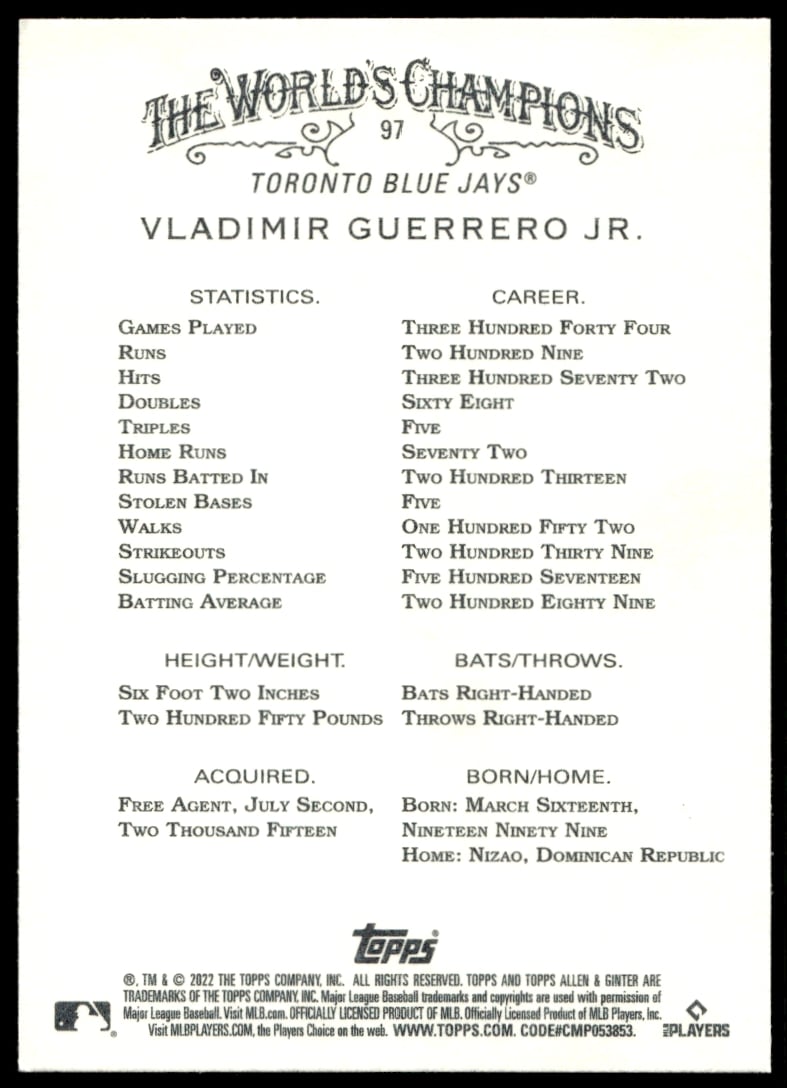 THE WORLD'S CHAMPIONS
97
TORONTO BLUE JAYS®
VLADIMIR GUERRERO JR.
STATISTICS. CAREER.
GAMES PLAYED THREE HUNDRED FORTY FOUR
RUNS TWO HUNDRED NINE
HITS THREE HUNDRED SEVENTY TWO
DOUBLES SIXTY EIGHT
TRIPLES FIVE
HOME RUNS SEVENTY TWO
RUNS BATTED IN TWO HUNDRED THIRTEEN
STOLEN BASES FIVE
WALKS ONE HUNDRED FIFTY TWO
STRIKEOUTS TWO HUNDRED THIRTY NINE
SLUGGING PERCENTAGE FIVE HUNDRED SEVENTEEN
BATTING AVERAGE TWO HUNDRED EIGHTY NINE
HEIGHT/WEIGHT. BATS/THROWS.
SIX FOOT TWO INCHES BATS RIGHT-HANDED
TWO HUNDRED FIFTY POUNDS THROWS RIGHT-HANDED
ACQUIRED. BORN/HOME.
FREE AGENT, JULY SECOND, BORN: MARCH SIXTEENTH,
TWO THOUSAND FIFTEEN NINETEEN NINETY NINE
HOME: NIZAO, DOMINICAN REPUBLIC
TOPPS®
®, TM & © 2022 THE TOPPS COMPANY, INC. ALL RIGHTS RESERVED. TOPPS AND TOPPS ALLEN & GINTER ARE
TRADEMARKS OF THE TOPPS COMPANY, INC. Major League Baseball trademarks and copyrights are used with permission of
Major League Baseball. Visit MLB.com. OFFICIALLY LICENSED PRODUCT OF MLB. Officially Licensed Product of MLB Players, Inc.
Visit MLBPLAYERS.COM, the Players Choice on the web. WWW.TOPPS.COM. CODE#CMP053853.
MLB PLAYERS